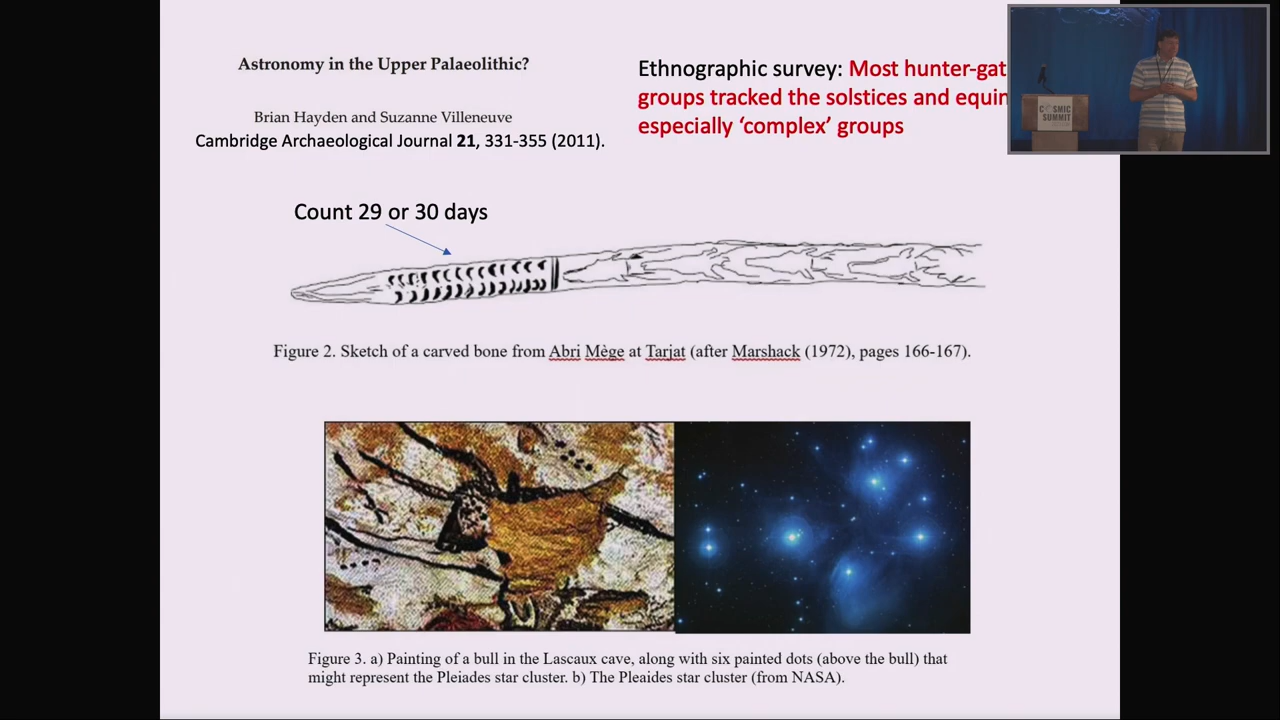 Astronomy in the Upper Palaeolithic?
Brian Hayden and Suzanne Villeneuve
Cambridge Archaeological Journal 21, 331-355 (2011).
Ethnographic survey: Most hunter-gat
groups tracked the solstices and equin
especially ‘complex’ groups
COSMIC
SUMMIT
Count 29 or 30 days
Figure 2. Sketch of a carved bone from Abri Mège at Tarjat (after Marshack (1972), pages 166-167).
Figure 3. a) Painting of a bull in the Lascaux cave, along with six painted dots (above the bull) that
might represent the Pleiades star cluster. b) The Pleaides star cluster (from NASA).